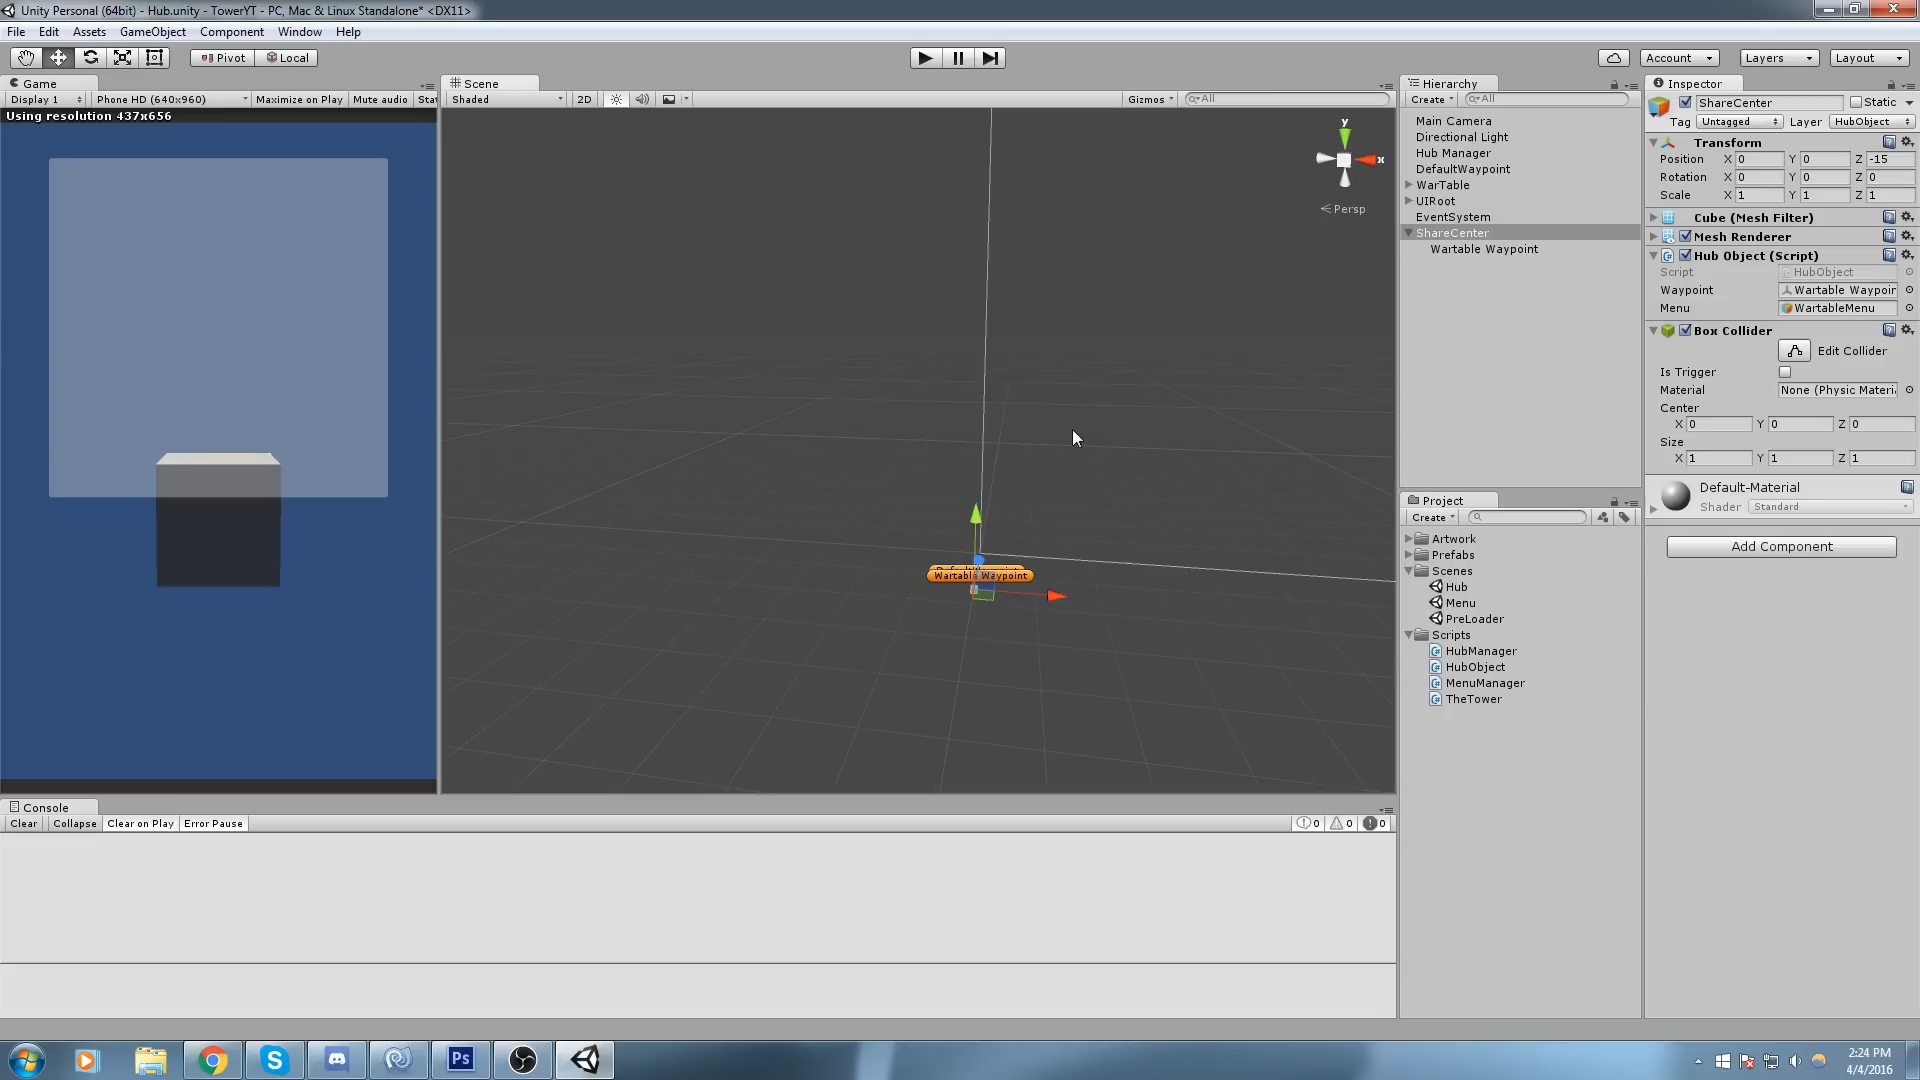 Unity Personal (64bit) - Hub.unity - TowerYT - PC, Mac & Linux Standalone* <DX11>
File Edit Assets GameObject Component Window Help
Pivot Local Account Layers Layout
Game
Display 1 Phone HD (640x960) Maximize on Play Mute audio Stat
Using resolution 437x656
Scene
Shaded 2D Gizmos All
y
x
Persp
Wartable Waypoint
Hierarchy
Create All
Main Camera
Directional Light
Hub Manager
DefaultWaypoint
WarTable
UIRoot
EventSystem
ShareCenter
Wartable Waypoint
Project
Create
Artwork
Prefabs
Scenes
Hub
Menu
PreLoader
Scripts
HubManager
HubObject
MenuManager
TheTower
Inspector
ShareCenter Static
Tag Untagged Layer HubObject
Transform
Position X 0 Y 0 Z -15
Rotation X 0 Y 0 Z 0
Scale X 1 Y 1 Z 1
Cube (Mesh Filter)
Mesh Renderer
Hub Object (Script)
Script HubObject
Waypoint Wartable Waypoir
Menu WartableMenu
Box Collider
Edit Collider
Is Trigger
Material None (Physic Materi
Center
X 0 Y 0 Z 0
Size
X 1 Y 1 Z 1
Default-Material
Shader Standard
Add Component
Console
Clear Collapse Clear on Play Error Pause 0 0 0
Ps
2:24 PM
4/4/2016